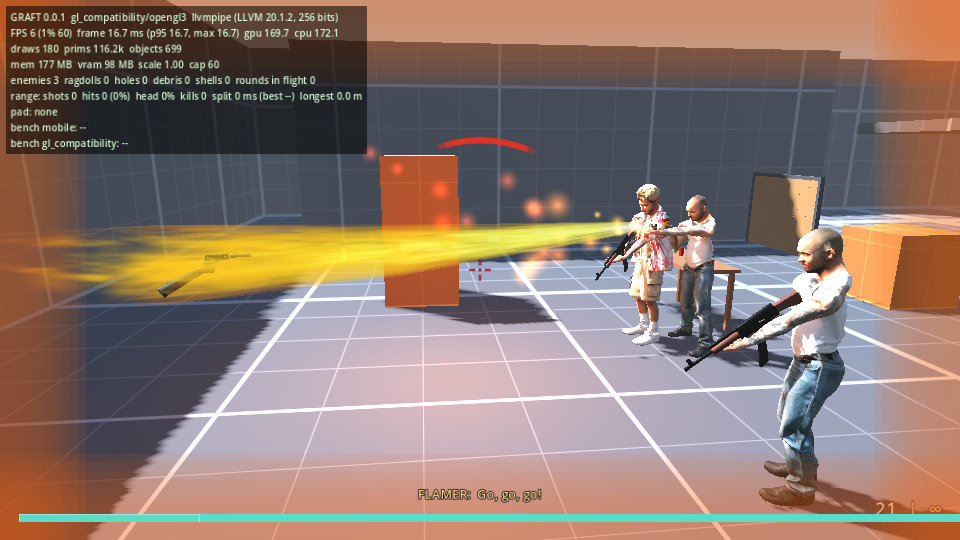 GRAFT 0.0.1 gl_compatibility/opengl3 llvmpipe (LLVM 20.1.2, 256 bits)
FPS 6 (1% 60) frame 16.7 ms (p95 16.7, max 16.7) gpu 169.7 cpu 172.1
draws 180 prims 116.2k objects 699
mem 177 MB vram 98 MB scale 1.00 cap 60
enemies 3 ragdolls 0 holes 0 debris 0 shells 0 rounds in flight 0
range: shots 0 hits 0 (0%) head 0% kills 0 split 0 ms (best --) longest 0.0 m
pad: none
bench mobile: --
bench gl_compatibility: --
FLAMER: Go, go, go!
21 | ∞